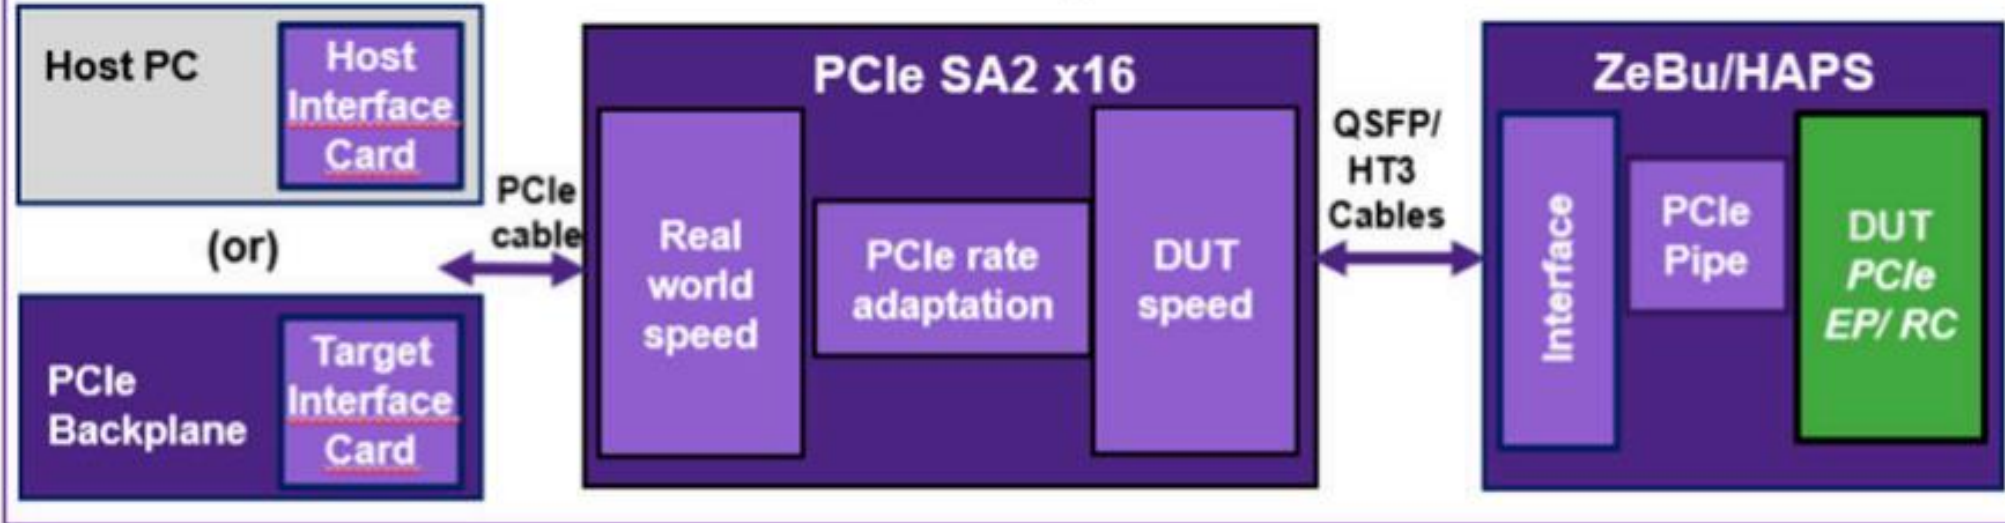 Host PC
Host
Interface
Card
(or)
PCIe
Backplane
Target
Interface
Card
PCIe
cable
PCIe SA2 x16
Real
world
speed
PCIe rate
adaptation
DUT
speed
QSFP/
HT3
Cables
ZeBu/HAPS
Interface
PCIe
Pipe
DUT
PCIe
EP/ RC